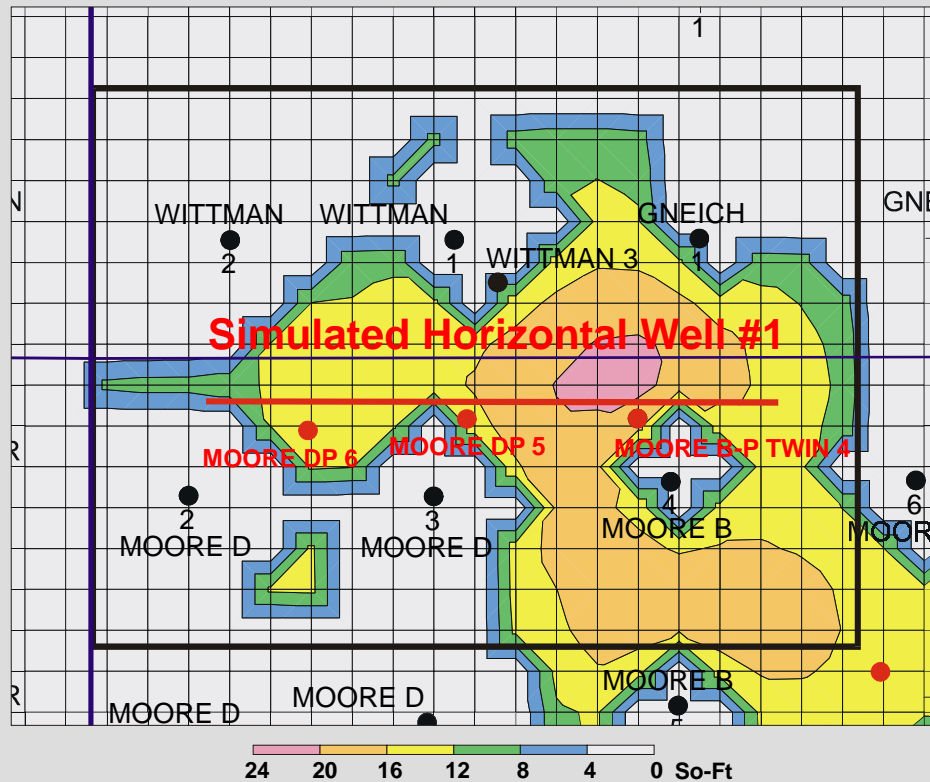 1
N
WITTMAN
WITTMAN
GNEICH
GNE
2
1
1
WITTMAN 3
Simulated Horizontal Well #1
R
MOORE DP 6
MOORE DP 5
MOORE B-P TWIN 4
2
3
4
6
MOORE D
MOORE D
MOORE B
MOOR
R
MOORE D
MOORE D
MOORE B
24 20 16 12 8 4 0 So-Ft